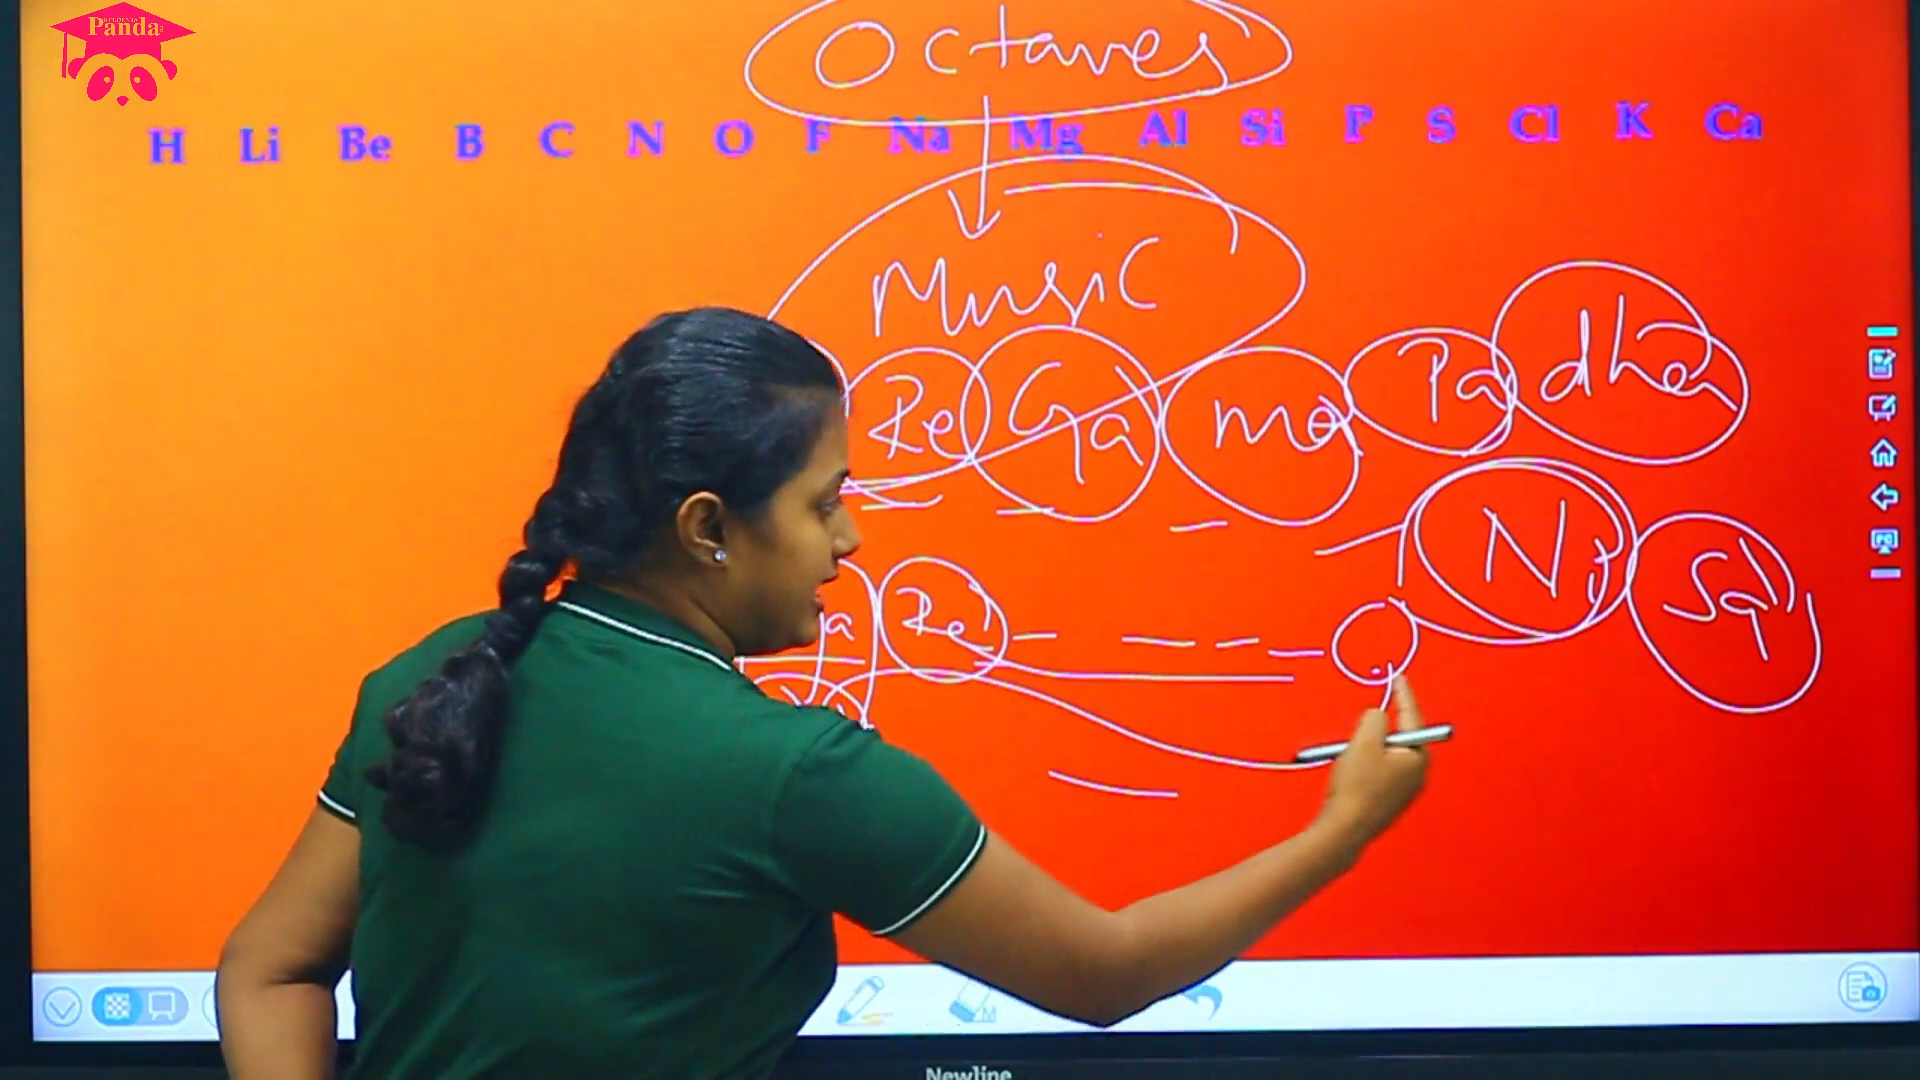 Panda
Octaves
H Li Be B C N O F Na Mg Al Si P S Cl K Ca
Music
Re Ga ma Pa dha
Ni Sa
Re
Newline